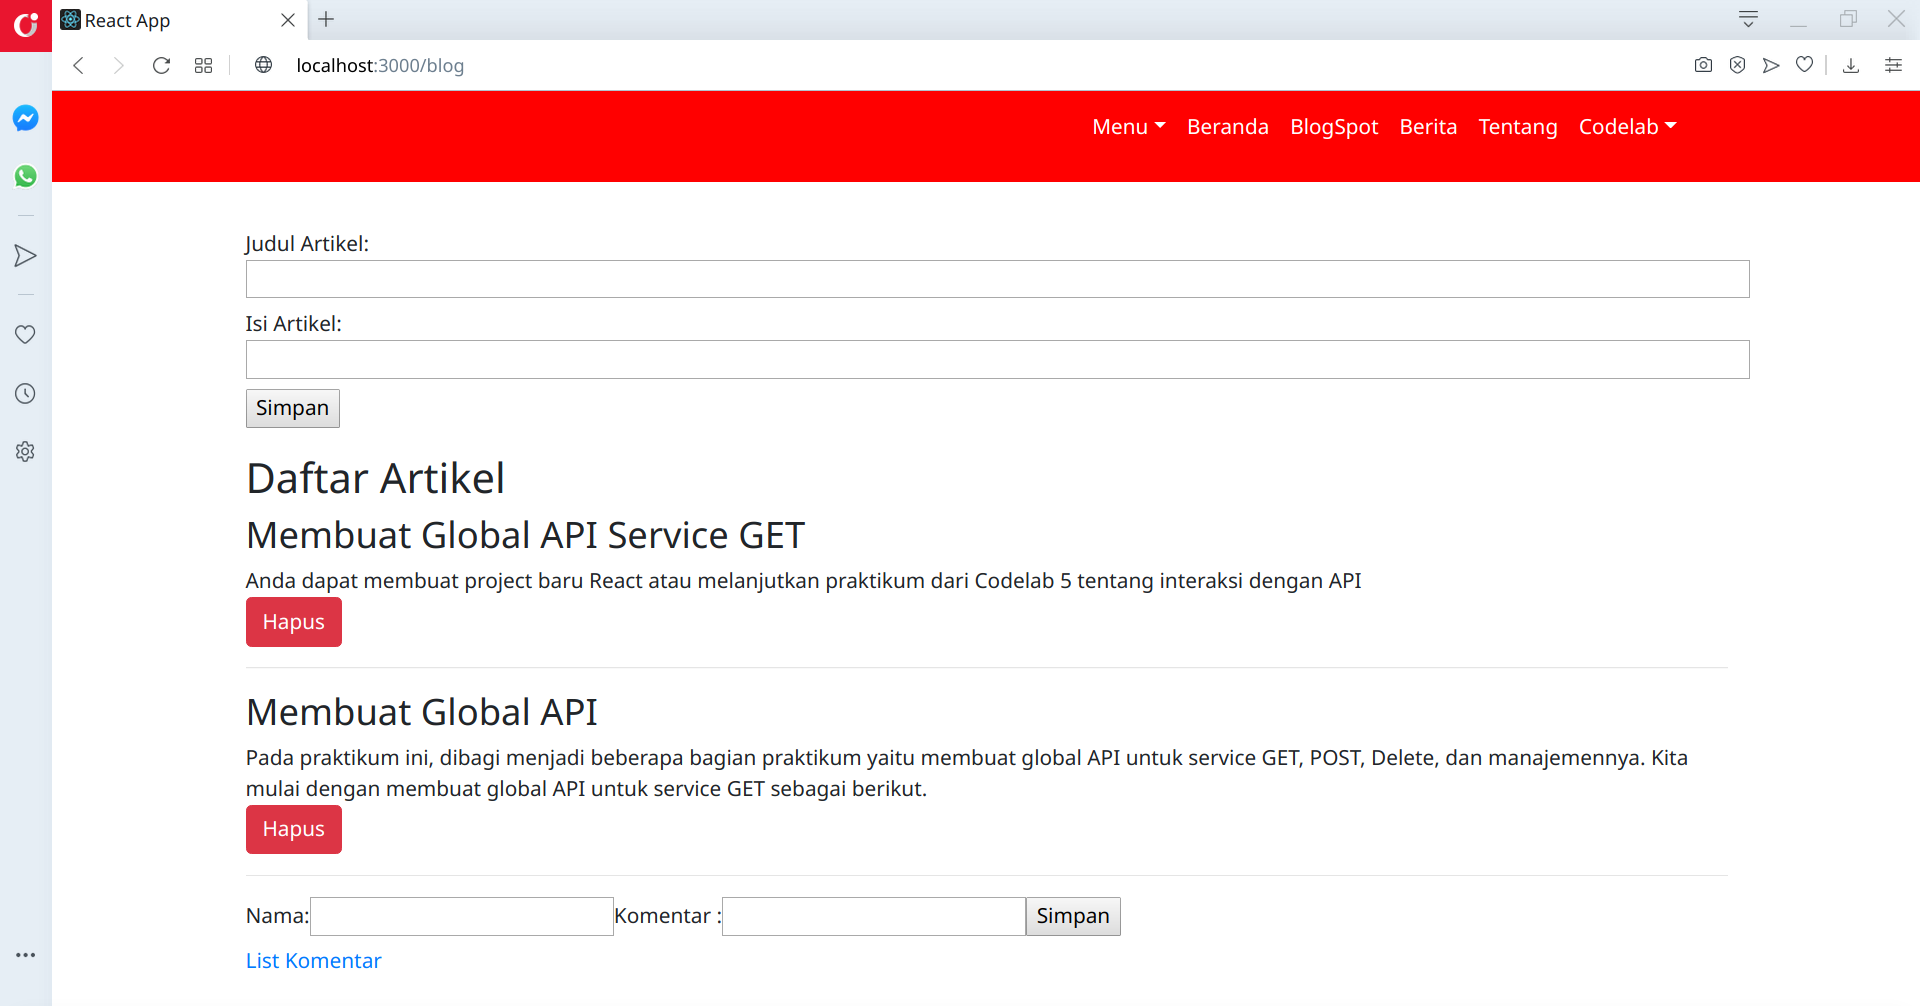 React App
localhost:3000/blog
Menu Beranda BlogSpot Berita Tentang Codelab
Judul Artikel:
Isi Artikel:
Simpan
Daftar Artikel
Membuat Global API Service GET
Anda dapat membuat project baru React atau melanjutkan praktikum dari Codelab 5 tentang interaksi dengan API
Hapus
Membuat Global API
Pada praktikum ini, dibagi menjadi beberapa bagian praktikum yaitu membuat global API untuk service GET, POST, Delete, dan manajemennya. Kita
mulai dengan membuat global API untuk service GET sebagai berikut.
Hapus
Nama: Komentar : Simpan
List Komentar